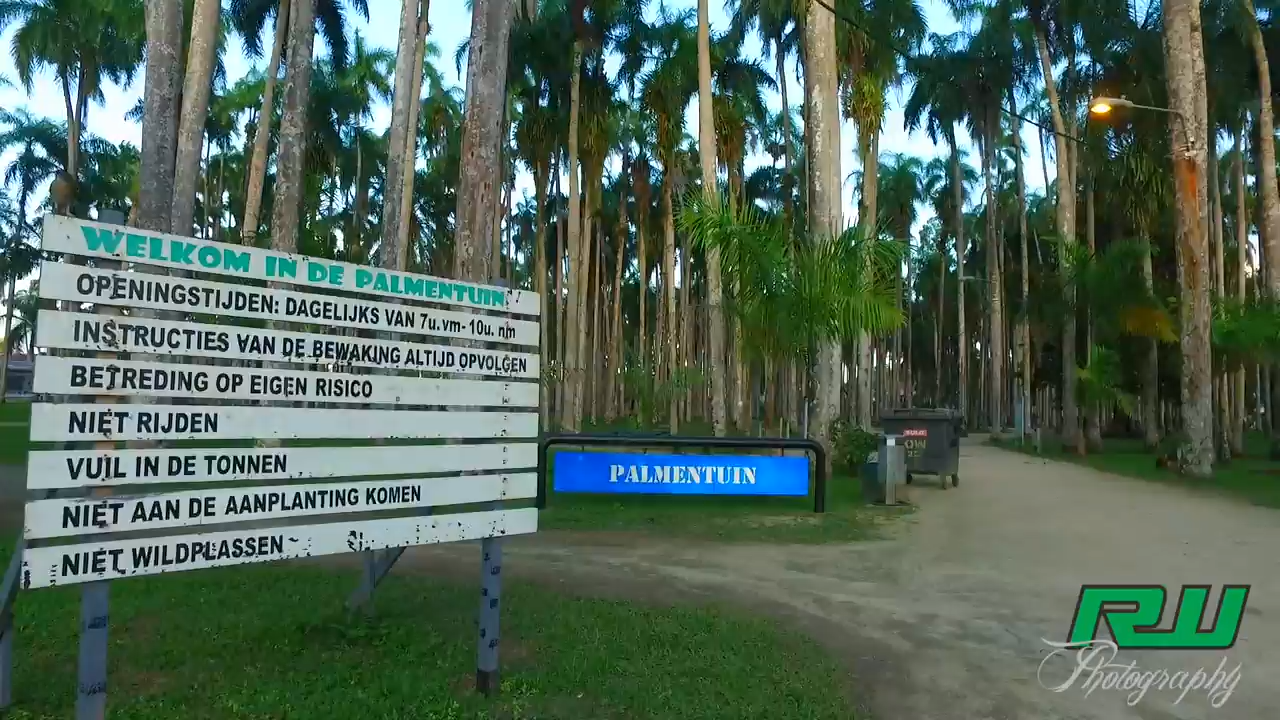 WELKOM IN DE PALMENTUIN
OPENINGSTIJDEN: DAGELIJKS VAN 7u.vm- 10u. nm
INSTRUCTIES VAN DE BEWAKING ALTIJD OPVOLGEN
BETREDING OP EIGEN RISICO
NIET RIJDEN
VUIL IN DE TONNEN
NIET AAN DE AANPLANTING KOMEN
NIET WILDPLASSEN
PALMENTUIN
RW
Photography